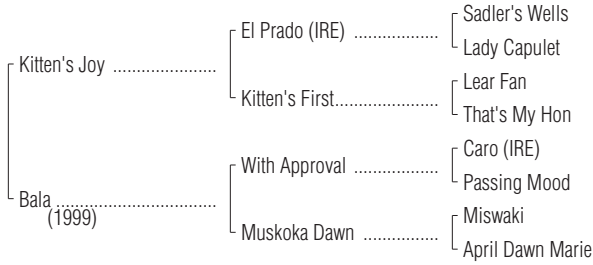 Sadler's Wells
El Prado (IRE) ...................
Lady Capulet
Kitten's Joy .......................
Lear Fan
Kitten's First.......................
That's My Hon
Caro (IRE)
With Approval ..................
Passing Mood
Bala ...................................
(1999)
Miswaki
Muskoka Dawn ................
April Dawn Marie